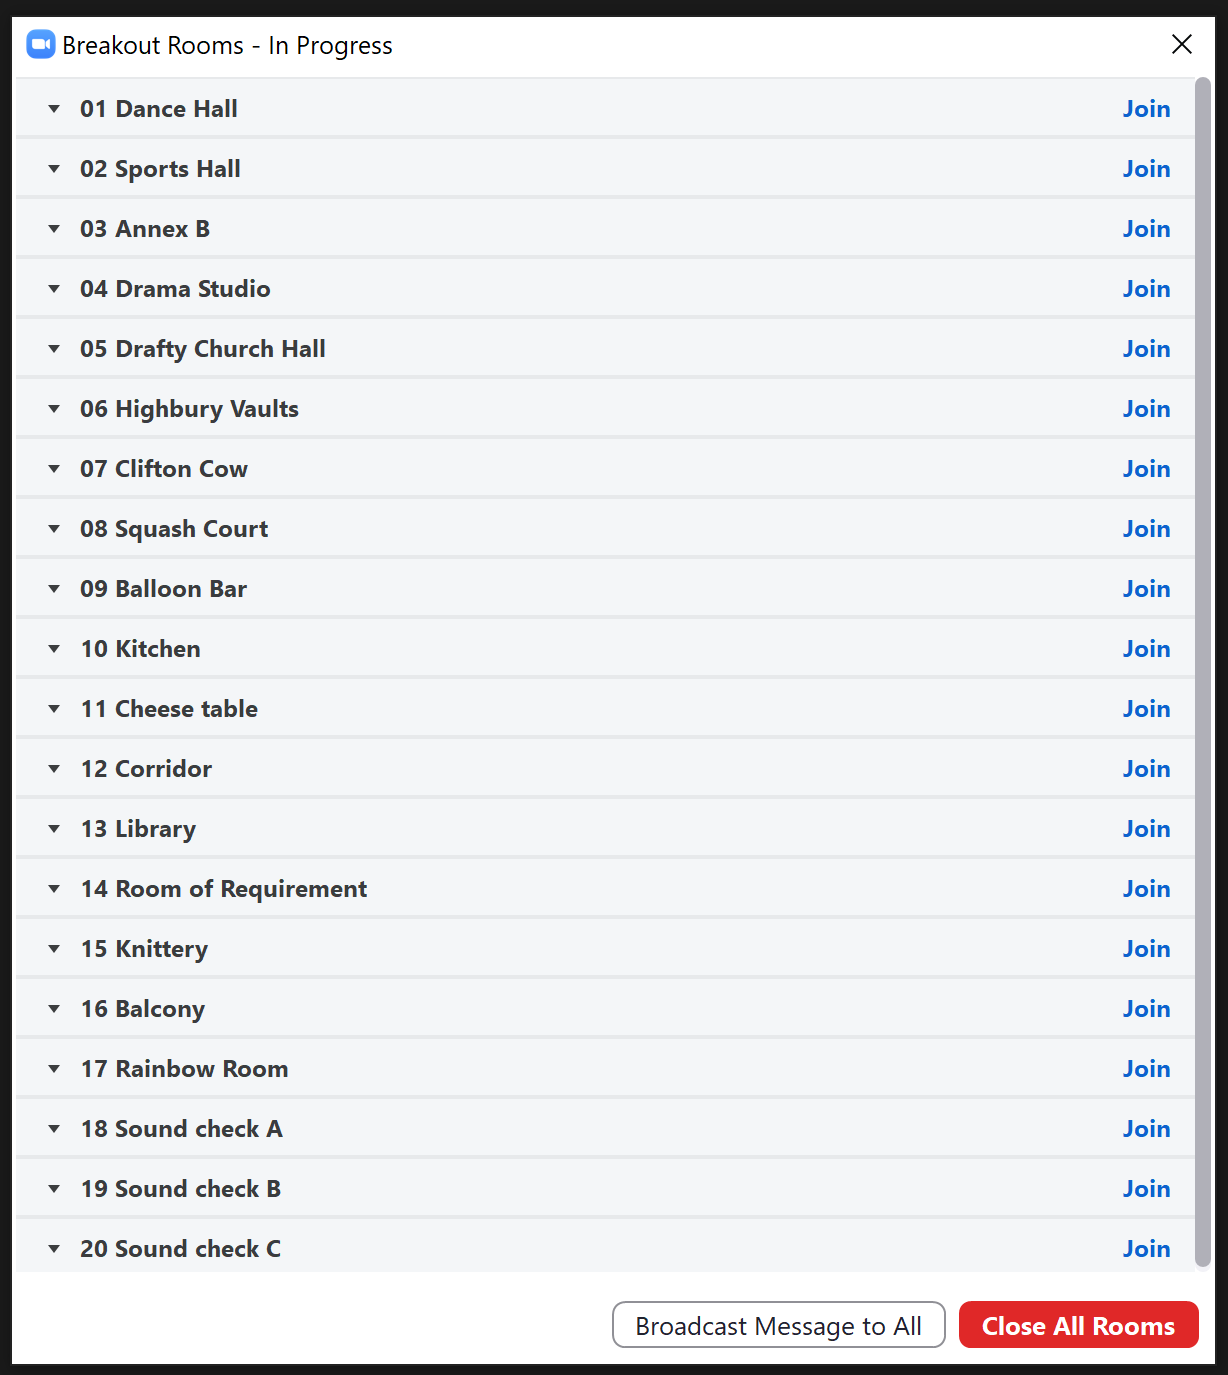 Breakout Rooms - In Progress
01 Dance Hall Join
02 Sports Hall Join
03 Annex B Join
04 Drama Studio Join
05 Drafty Church Hall Join
06 Highbury Vaults Join
07 Clifton Cow Join
08 Squash Court Join
09 Balloon Bar Join
10 Kitchen Join
11 Cheese table Join
12 Corridor Join
13 Library Join
14 Room of Requirement Join
15 Knittery Join
16 Balcony Join
17 Rainbow Room Join
18 Sound check A Join
19 Sound check B Join
20 Sound check C Join
Broadcast Message to All Close All Rooms